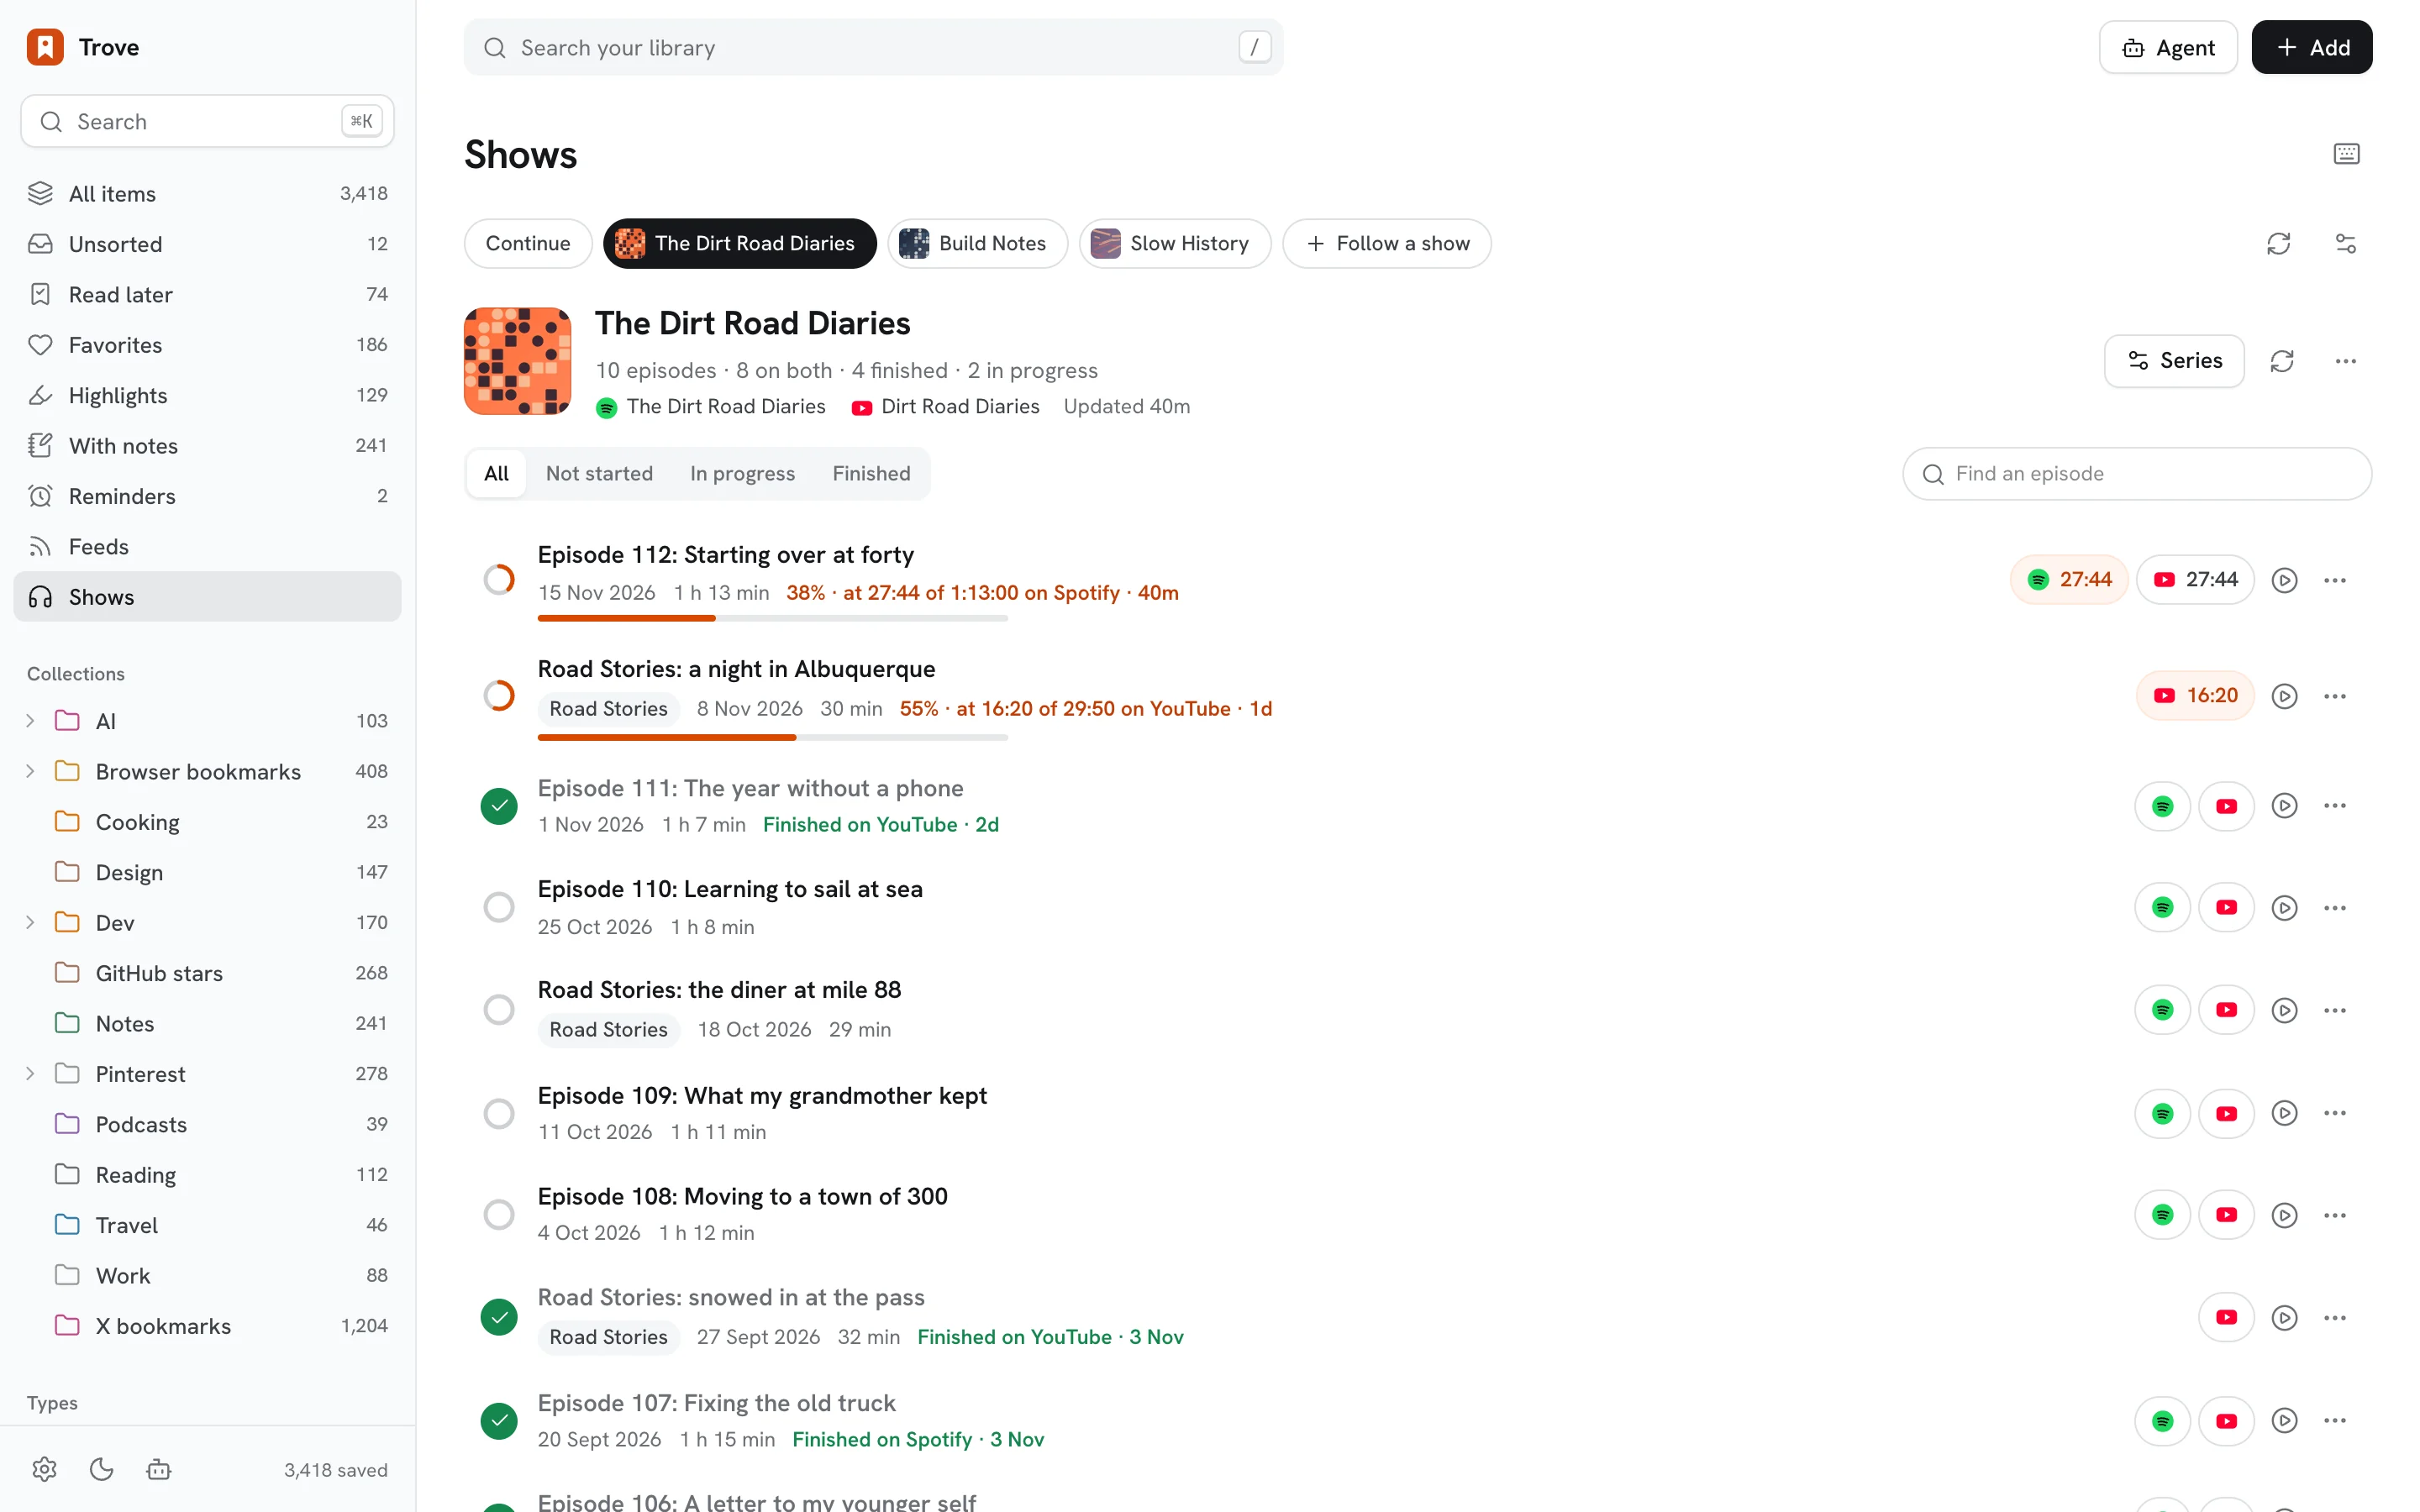 Trove
Search ⌘K
All items 3,418
Unsorted 12
Read later 74
Favorites 186
Highlights 129
With notes 241
Reminders 2
Feeds
Shows
Collections
AI 103
Browser bookmarks 408
Cooking 23
Design 147
Dev 170
GitHub stars 268
Notes 241
Pinterest 278
Podcasts 39
Reading 112
Travel 46
Work 88
X bookmarks 1,204
Types
3,418 saved
Search your library /
Agent
Add
Shows
Continue
The Dirt Road Diaries
Build Notes
Slow History
Follow a show
The Dirt Road Diaries
10 episodes · 8 on both · 4 finished · 2 in progress
The Dirt Road Diaries Dirt Road Diaries Updated 40m
Series
All Not started In progress Finished
Find an episode
Episode 112: Starting over at forty
15 Nov 2026 1 h 13 min 38% · at 27:44 of 1:13:00 on Spotify · 40m
27:44 27:44
Road Stories: a night in Albuquerque
Road Stories 8 Nov 2026 30 min 55% · at 16:20 of 29:50 on YouTube · 1d
16:20
Episode 111: The year without a phone
1 Nov 2026 1 h 7 min Finished on YouTube · 2d
Episode 110: Learning to sail at sea
25 Oct 2026 1 h 8 min
Road Stories: the diner at mile 88
Road Stories 18 Oct 2026 29 min
Episode 109: What my grandmother kept
11 Oct 2026 1 h 11 min
Episode 108: Moving to a town of 300
4 Oct 2026 1 h 12 min
Road Stories: snowed in at the pass
Road Stories 27 Sept 2026 32 min Finished on YouTube · 3 Nov
Episode 107: Fixing the old truck
20 Sept 2026 1 h 15 min Finished on Spotify · 3 Nov
Episode 106: A letter to my younger self